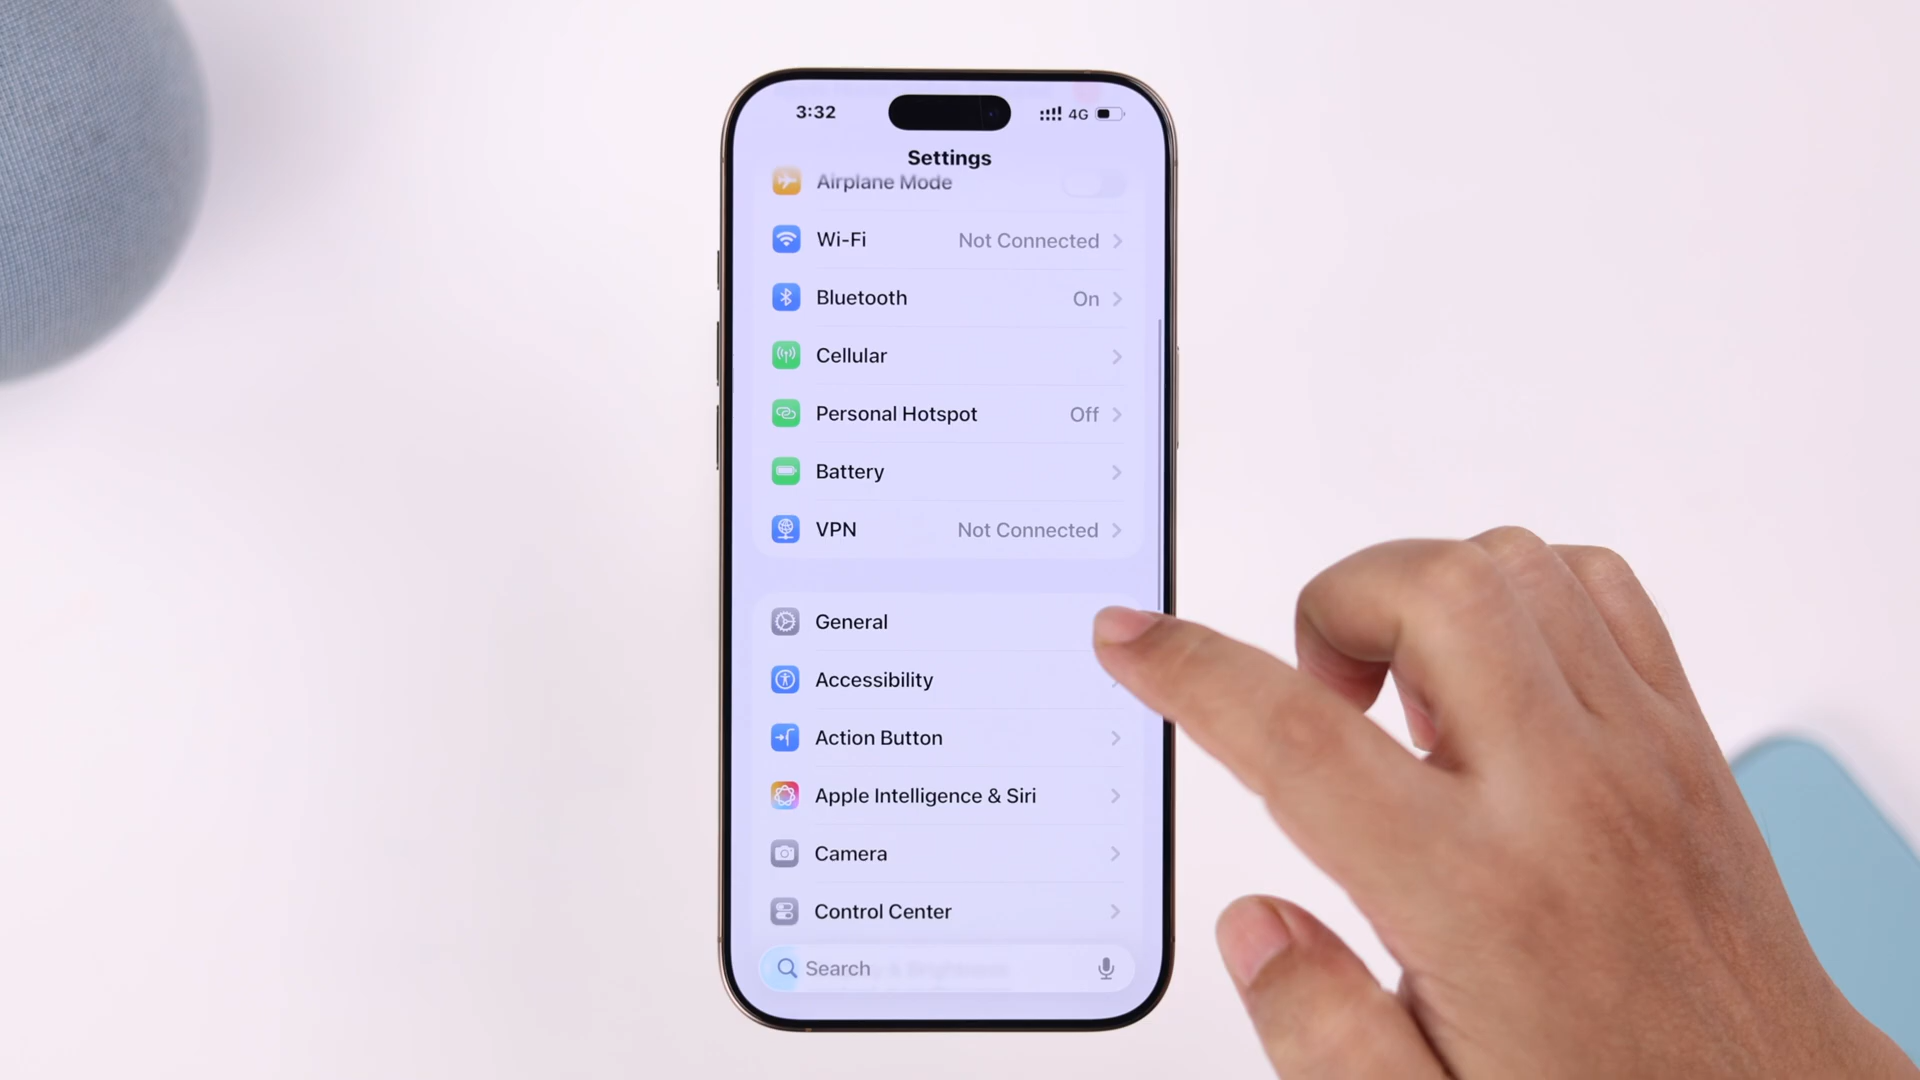 3:32 4G
Settings
Airplane Mode
Wi-Fi Not Connected
Bluetooth On
Cellular
Personal Hotspot Off
Battery
VPN Not Connected
General
Accessibility
Action Button
Apple Intelligence & Siri
Camera
Control Center
Search